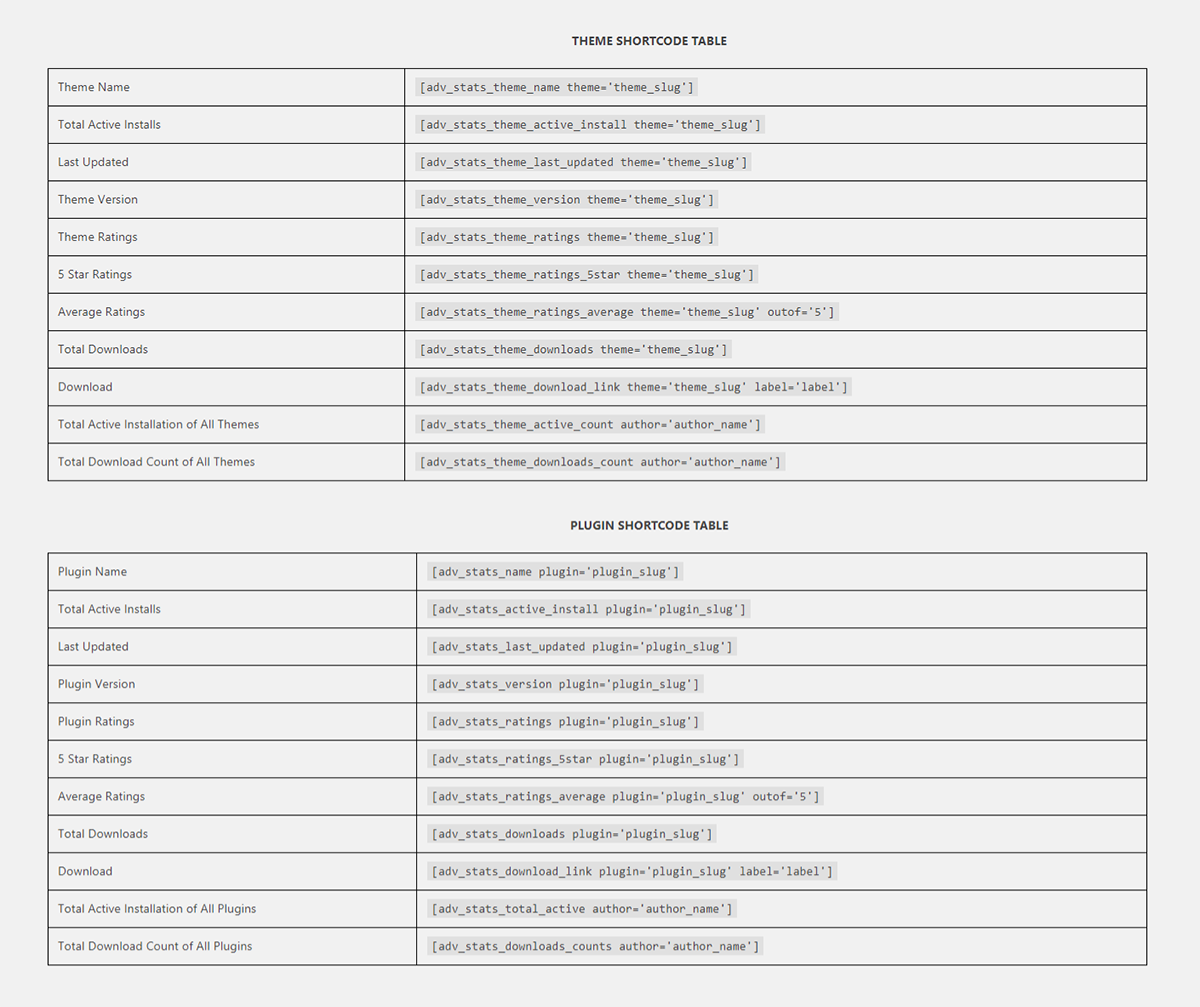 THEME SHORTCODE TABLE
Theme Name [adv_stats_theme_name theme='theme_slug']
Total Active Installs [adv_stats_theme_active_install theme='theme_slug']
Last Updated [adv_stats_theme_last_updated theme='theme_slug']
Theme Version [adv_stats_theme_version theme='theme_slug']
Theme Ratings [adv_stats_theme_ratings theme='theme_slug']
5 Star Ratings [adv_stats_theme_ratings_5star theme='theme_slug']
Average Ratings [adv_stats_theme_ratings_average theme='theme_slug' outof='5']
Total Downloads [adv_stats_theme_downloads theme='theme_slug']
Download [adv_stats_theme_download_link theme='theme_slug' label='label']
Total Active Installation of All Themes [adv_stats_theme_active_count author='author_name']
Total Download Count of All Themes [adv_stats_theme_downloads_count author='author_name']
PLUGIN SHORTCODE TABLE
Plugin Name [adv_stats_name plugin='plugin_slug']
Total Active Installs [adv_stats_active_install plugin='plugin_slug']
Last Updated [adv_stats_last_updated plugin='plugin_slug']
Plugin Version [adv_stats_version plugin='plugin_slug']
Plugin Ratings [adv_stats_ratings plugin='plugin_slug']
5 Star Ratings [adv_stats_ratings_5star plugin='plugin_slug']
Average Ratings [adv_stats_ratings_average plugin='plugin_slug' outof='5']
Total Downloads [adv_stats_downloads plugin='plugin_slug']
Download [adv_stats_download_link plugin='plugin_slug' label='label']
Total Active Installation of All Plugins [adv_stats_total_active author='author_name']
Total Download Count of All Plugins [adv_stats_downloads_counts author='author_name']